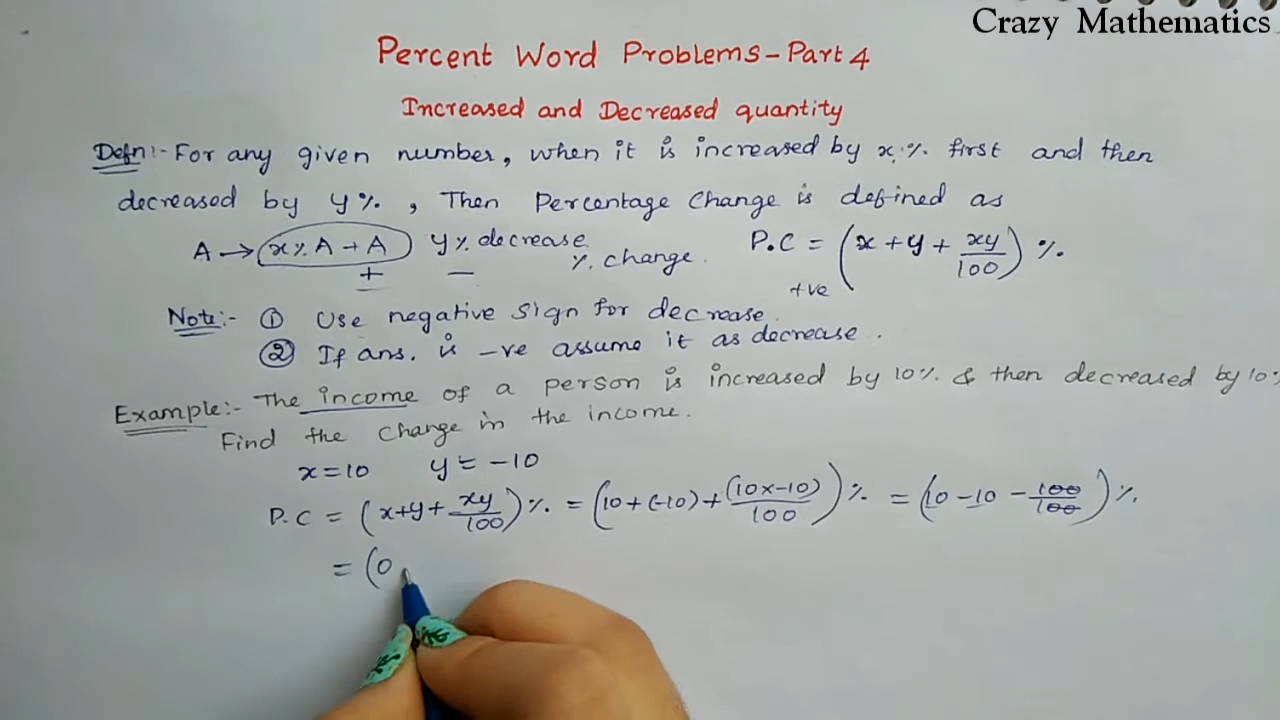 Crazy Mathematics
Percent Word Problems - Part 4
Increased and Decreased quantity
Defn:- For any given number, when it is increased by x% first and then
decreased by y%, Then Percentage Change is defined as
A → x% A + A y% decrease % change. P.C = (x + y + xy/100) %
+ − +ve
Note:- ① Use negative sign for decrease.
② If ans. is -ve assume it as decrease.
Example:- The income of a person is increased by 10% & then decreased by 10%
Find the change in the income.
x = 10 y = -10
P.C = (x+y+ xy/100) % = (10 + (-10) + (10x-10)/100) % = (10 - 10 - 100/100) %
= (0